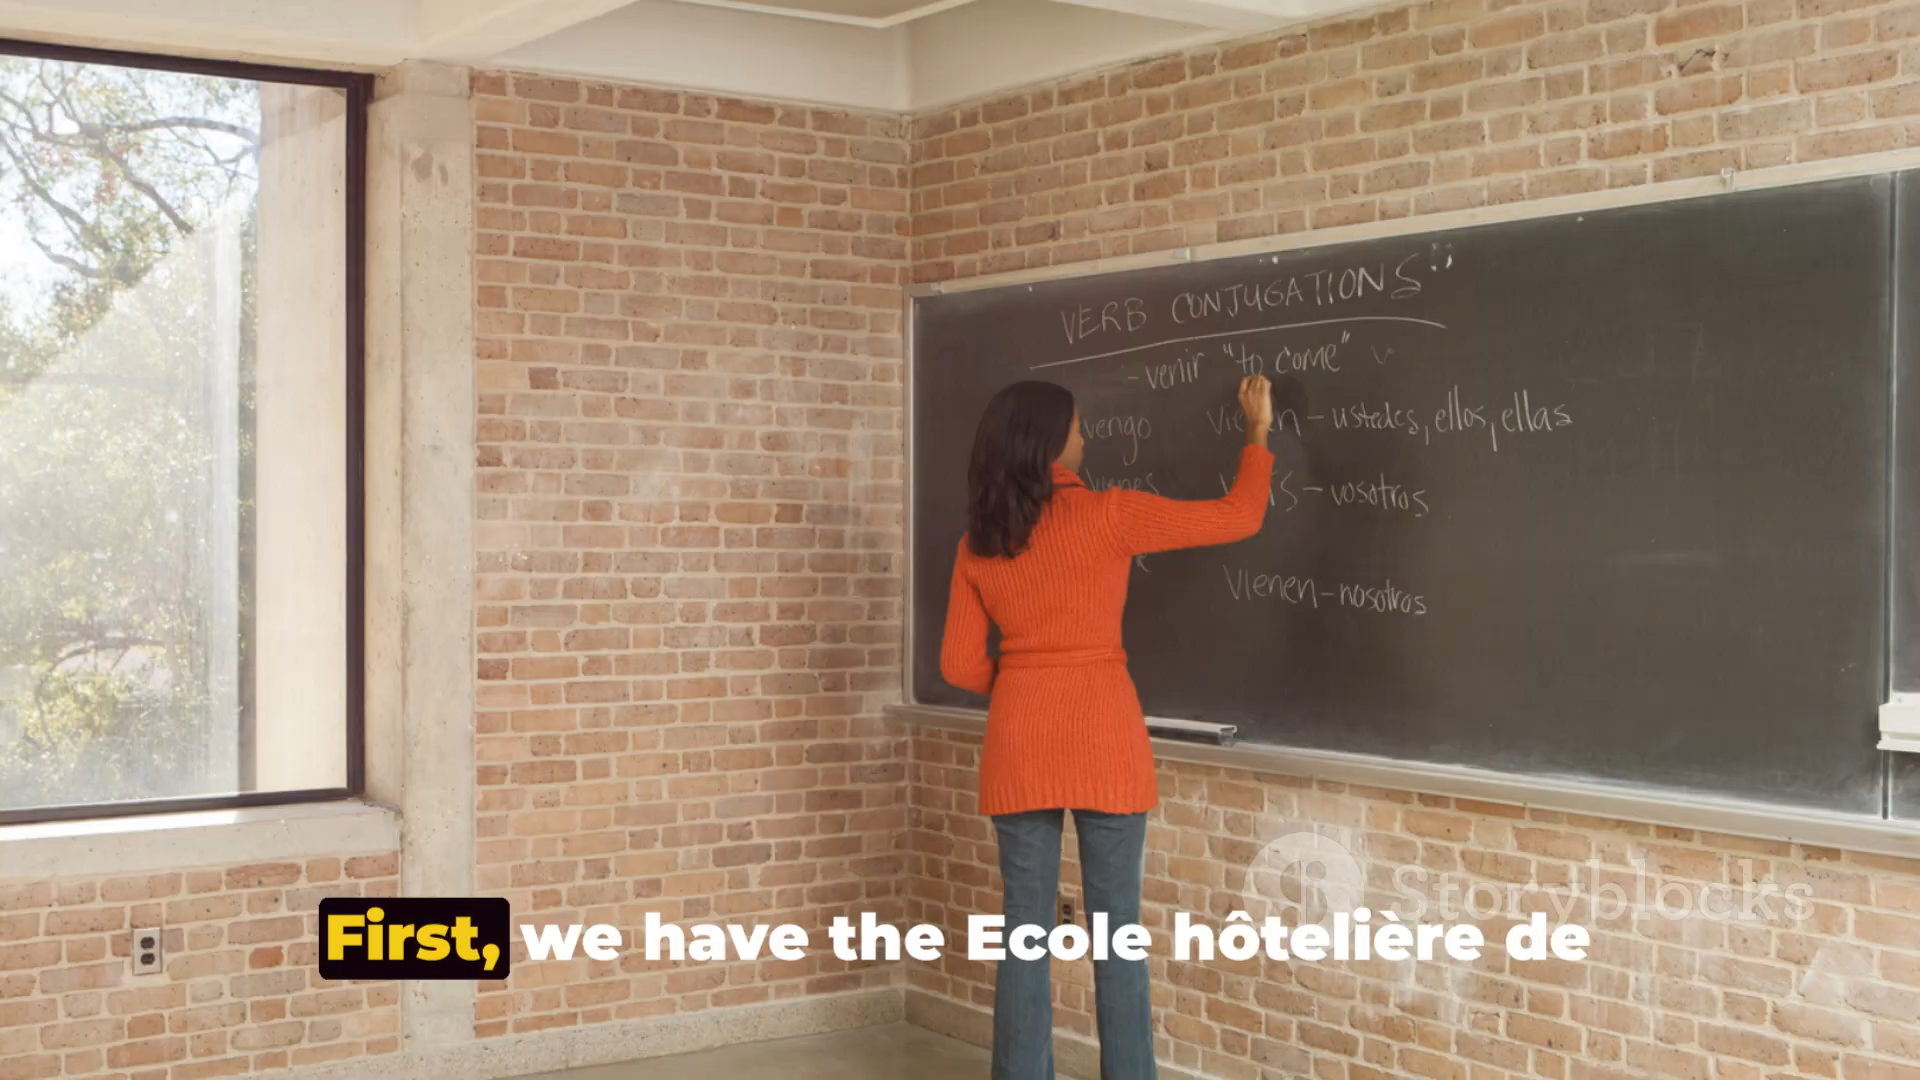 VERB CONJUGATIONS
- venir "to come"
vengo
- ustedes, ellos, ellas
vienes
- vosotros
Vienen - nosotros
Storyblocks
First, we have the Ecole hôtelière de